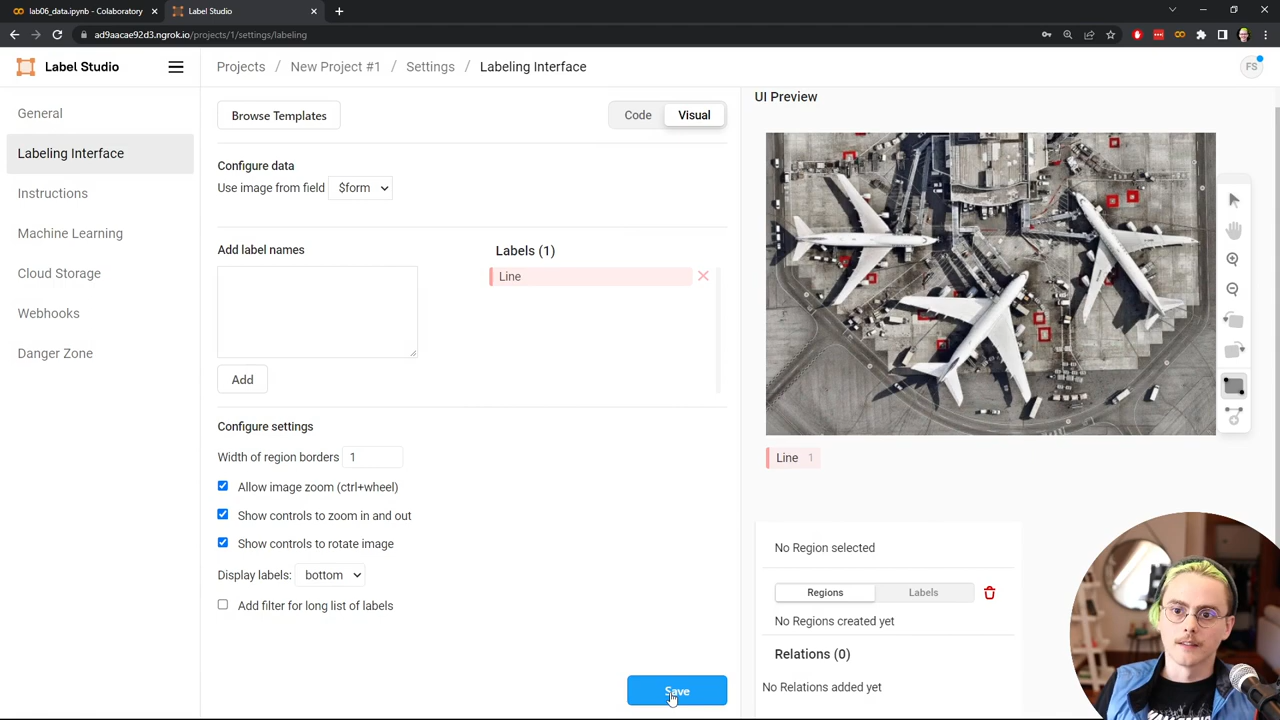 lab06_data.ipynb - Colaboratory
Label Studio
ad9aacae92d3.ngrok.io/projects/1/settings/labeling
Label Studio
Projects / New Project #1 / Settings / Labeling Interface
FS
General
Labeling Interface
Instructions
Machine Learning
Cloud Storage
Webhooks
Danger Zone
Browse Templates
Code
Visual
Configure data
Use image from field $form
Add label names
Labels (1)
Line
Add
Configure settings
Width of region borders 1
Allow image zoom (ctrl+wheel)
Show controls to zoom in and out
Show controls to rotate image
Display labels: bottom
Add filter for long list of labels
Save
UI Preview
Line 1
No Region selected
Regions
Labels
No Regions created yet
Relations (0)
No Relations added yet